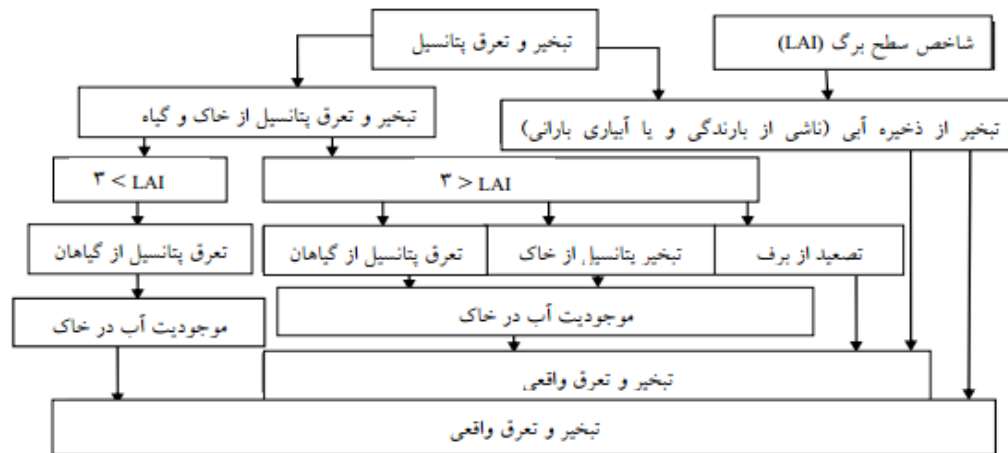 تبخیر و تعرق پتانسیل
شاخص سطح برگ (LAI)
تبخیر و تعرق پتانسیل از خاک و گیاه
تبخیر از ذخیره آبی (ناشی از بارندگی و یا آبیاری بارانی)
۳ < LAI
۳ > LAI
تعرق پتانسیل از گیاهان
تعرق پتانسیل از گیاهان
تبخیر پتانسیل از خاک
تصعید از برف
موجودیت آب در خاک
موجودیت آب در خاک
تبخیر و تعرق واقعی
تبخیر و تعرق واقعی